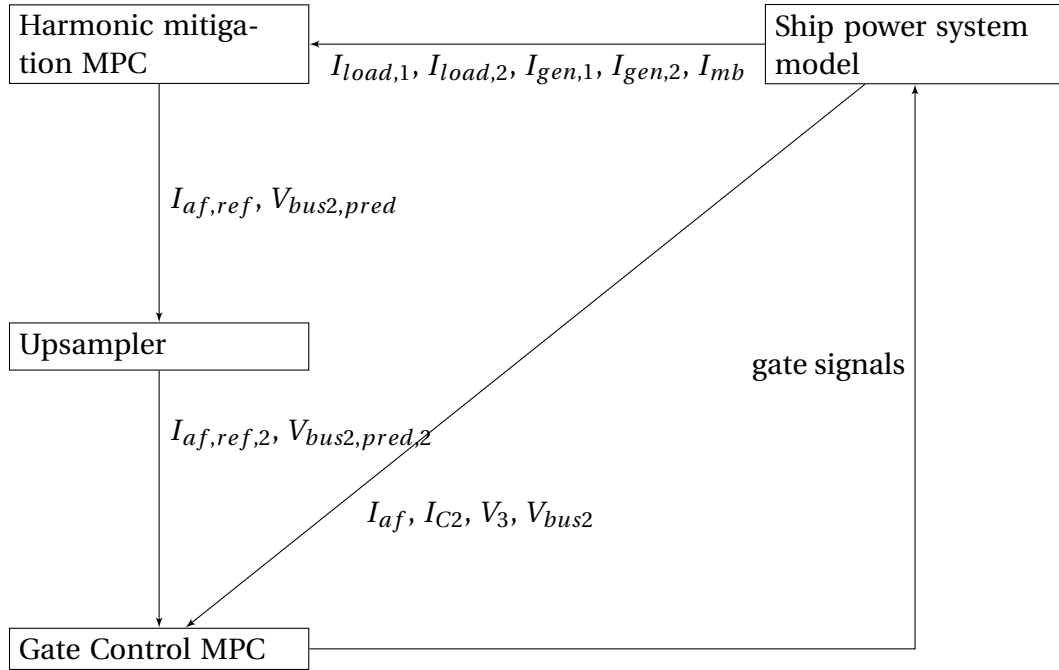 Harmonic mitiga-
tion MPC
Ship power system
model
I_{load,1}, I_{load,2}, I_{gen,1}, I_{gen,2}, I_{mb}
I_{af,ref}, V_{bus2,pred}
Upsampler
gate signals
I_{af,ref,2}, V_{bus2,pred,2}
I_{af}, I_{C2}, V_3, V_{bus2}
Gate Control MPC